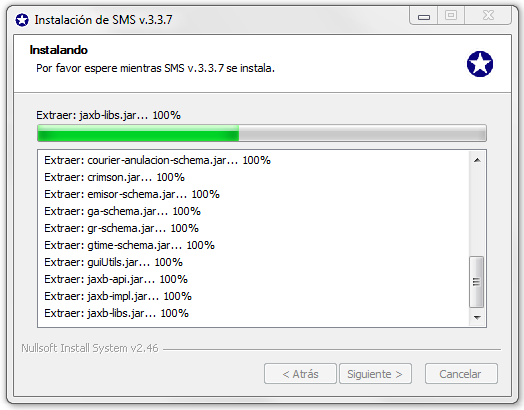 Instalación de SMS v.3.3.7
Instalando
Por favor espere mientras SMS v.3.3.7 se instala.
Extraer: jaxb-libs.jar... 100%
Extraer: courier-anulacion-schema.jar... 100%
Extraer: crimson.jar... 100%
Extraer: emisor-schema.jar... 100%
Extraer: ga-schema.jar... 100%
Extraer: gr-schema.jar... 100%
Extraer: gtime-schema.jar... 100%
Extraer: guiUtils.jar... 100%
Extraer: jaxb-api.jar... 100%
Extraer: jaxb-impl.jar... 100%
Extraer: jaxb-libs.jar... 100%
Nullsoft Install System v2.46
< Atrás Siguiente > Cancelar